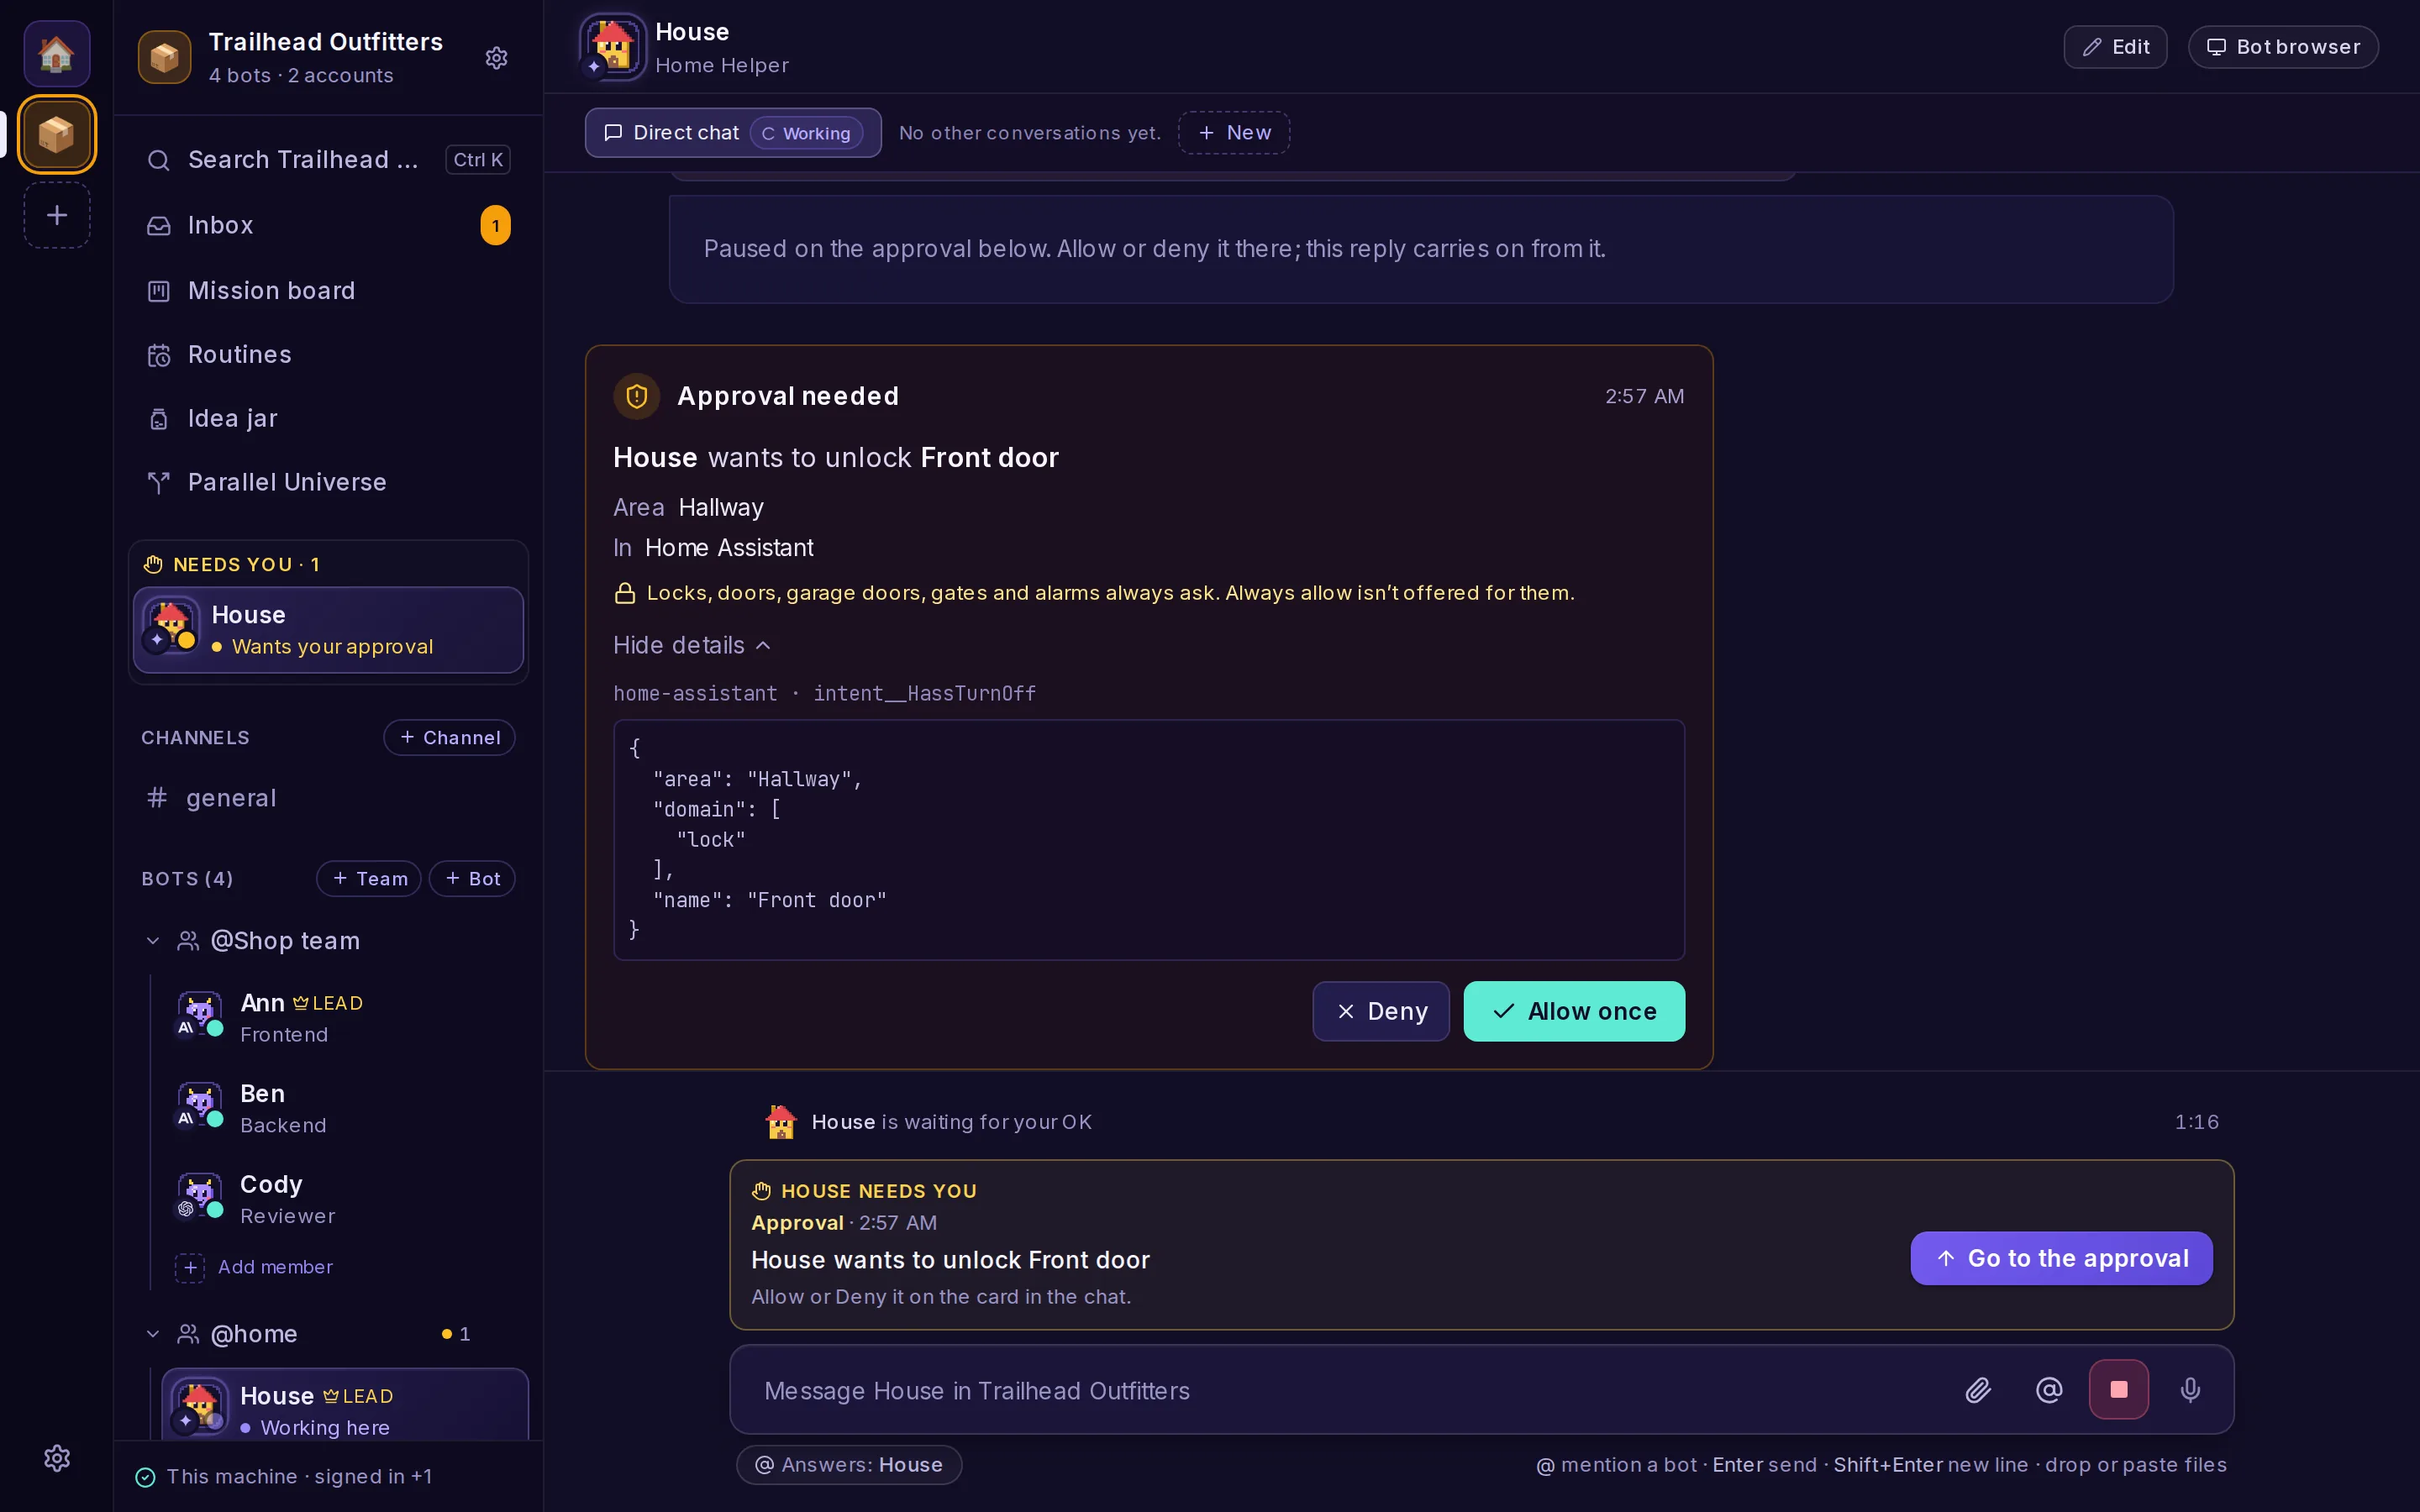 Trailhead Outfitters
4 bots · 2 accounts
Search Trailhead ...
Ctrl K
Inbox
1
Mission board
Routines
Idea jar
Parallel Universe
NEEDS YOU · 1
House
Wants your approval
CHANNELS
+ Channel
# general
BOTS (4)
+ Team
+ Bot
@Shop team
Ann
LEAD
Frontend
Ben
Backend
Cody
Reviewer
+ Add member
@home
1
House
LEAD
Working here
This machine · signed in +1
House
Home Helper
Edit
Bot browser
Direct chat
Working
No other conversations yet.
+ New
Paused on the approval below. Allow or deny it there; this reply carries on from it.
Approval needed
2:57 AM
House wants to unlock Front door
Area Hallway
In Home Assistant
Locks, doors, garage doors, gates and alarms always ask. Always allow isn’t offered for them.
Hide details
home-assistant · intent__HassTurnOff
{
"area": "Hallway",
"domain": [
"lock"
],
"name": "Front door"
}
Deny
Allow once
House is waiting for your OK
1:16
HOUSE NEEDS YOU
Approval · 2:57 AM
House wants to unlock Front door
Allow or Deny it on the card in the chat.
Go to the approval
Message House in Trailhead Outfitters
@ Answers: House
@ mention a bot · Enter send · Shift+Enter new line · drop or paste files